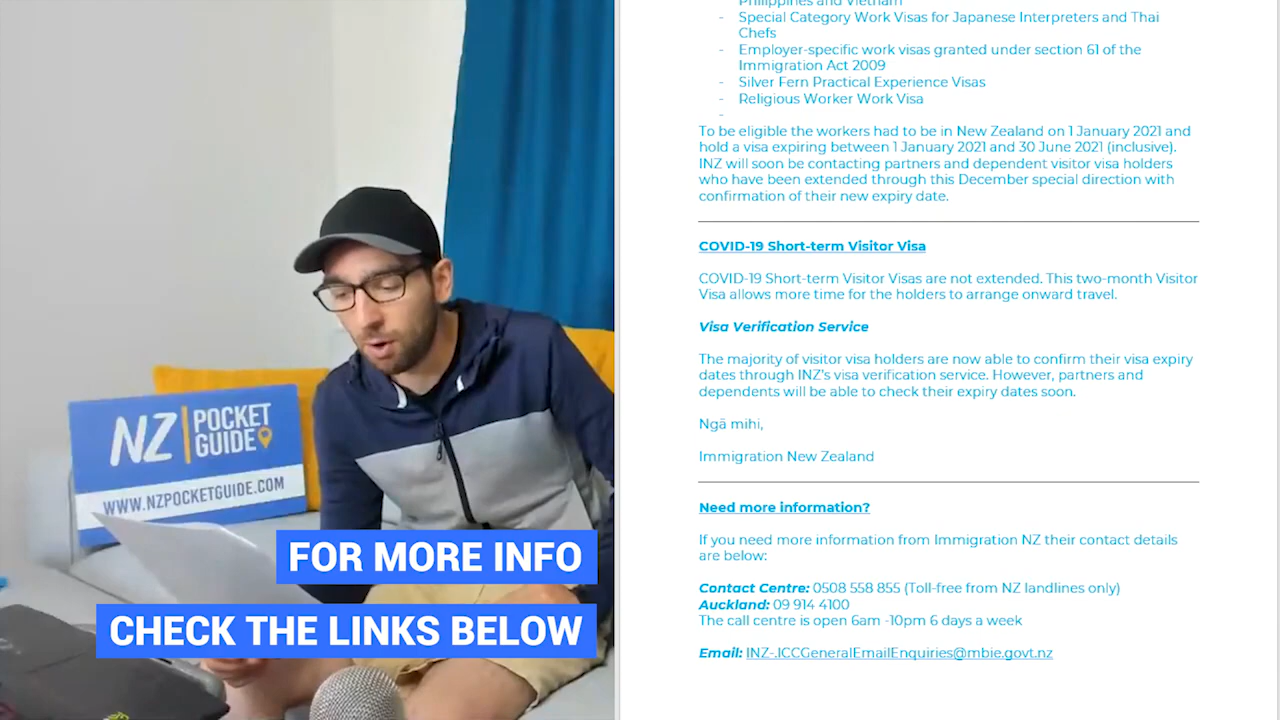 NZ POCKET
GUIDE
WWW.NZPOCKETGUIDE.COM
FOR MORE INFO
CHECK THE LINKS BELOW
Philippines and Vietnam
- Special Category Work Visas for Japanese Interpreters and Thai
Chefs
- Employer-specific work visas granted under section 61 of the
Immigration Act 2009
- Silver Fern Practical Experience Visas
- Religious Worker Work Visa
-
To be eligible the workers had to be in New Zealand on 1 January 2021 and
hold a visa expiring between 1 January 2021 and 30 June 2021 (inclusive).
INZ will soon be contacting partners and dependent visitor visa holders
who have been extended through this December special direction with
confirmation of their new expiry date.
COVID-19 Short-term Visitor Visa
COVID-19 Short-term Visitor Visas are not extended. This two-month Visitor
Visa allows more time for the holders to arrange onward travel.
Visa Verification Service
The majority of visitor visa holders are now able to confirm their visa expiry
dates through INZ's visa verification service. However, partners and
dependents will be able to check their expiry dates soon.
Ngā mihi,
Immigration New Zealand
Need more information?
If you need more information from Immigration NZ their contact details
are below:
Contact Centre: 0508 558 855 (Toll-free from NZ landlines only)
Auckland: 09 914 4100
The call centre is open 6am -10pm 6 days a week
Email: INZ-.ICCGeneralEmailEnquiries@mbie.govt.nz